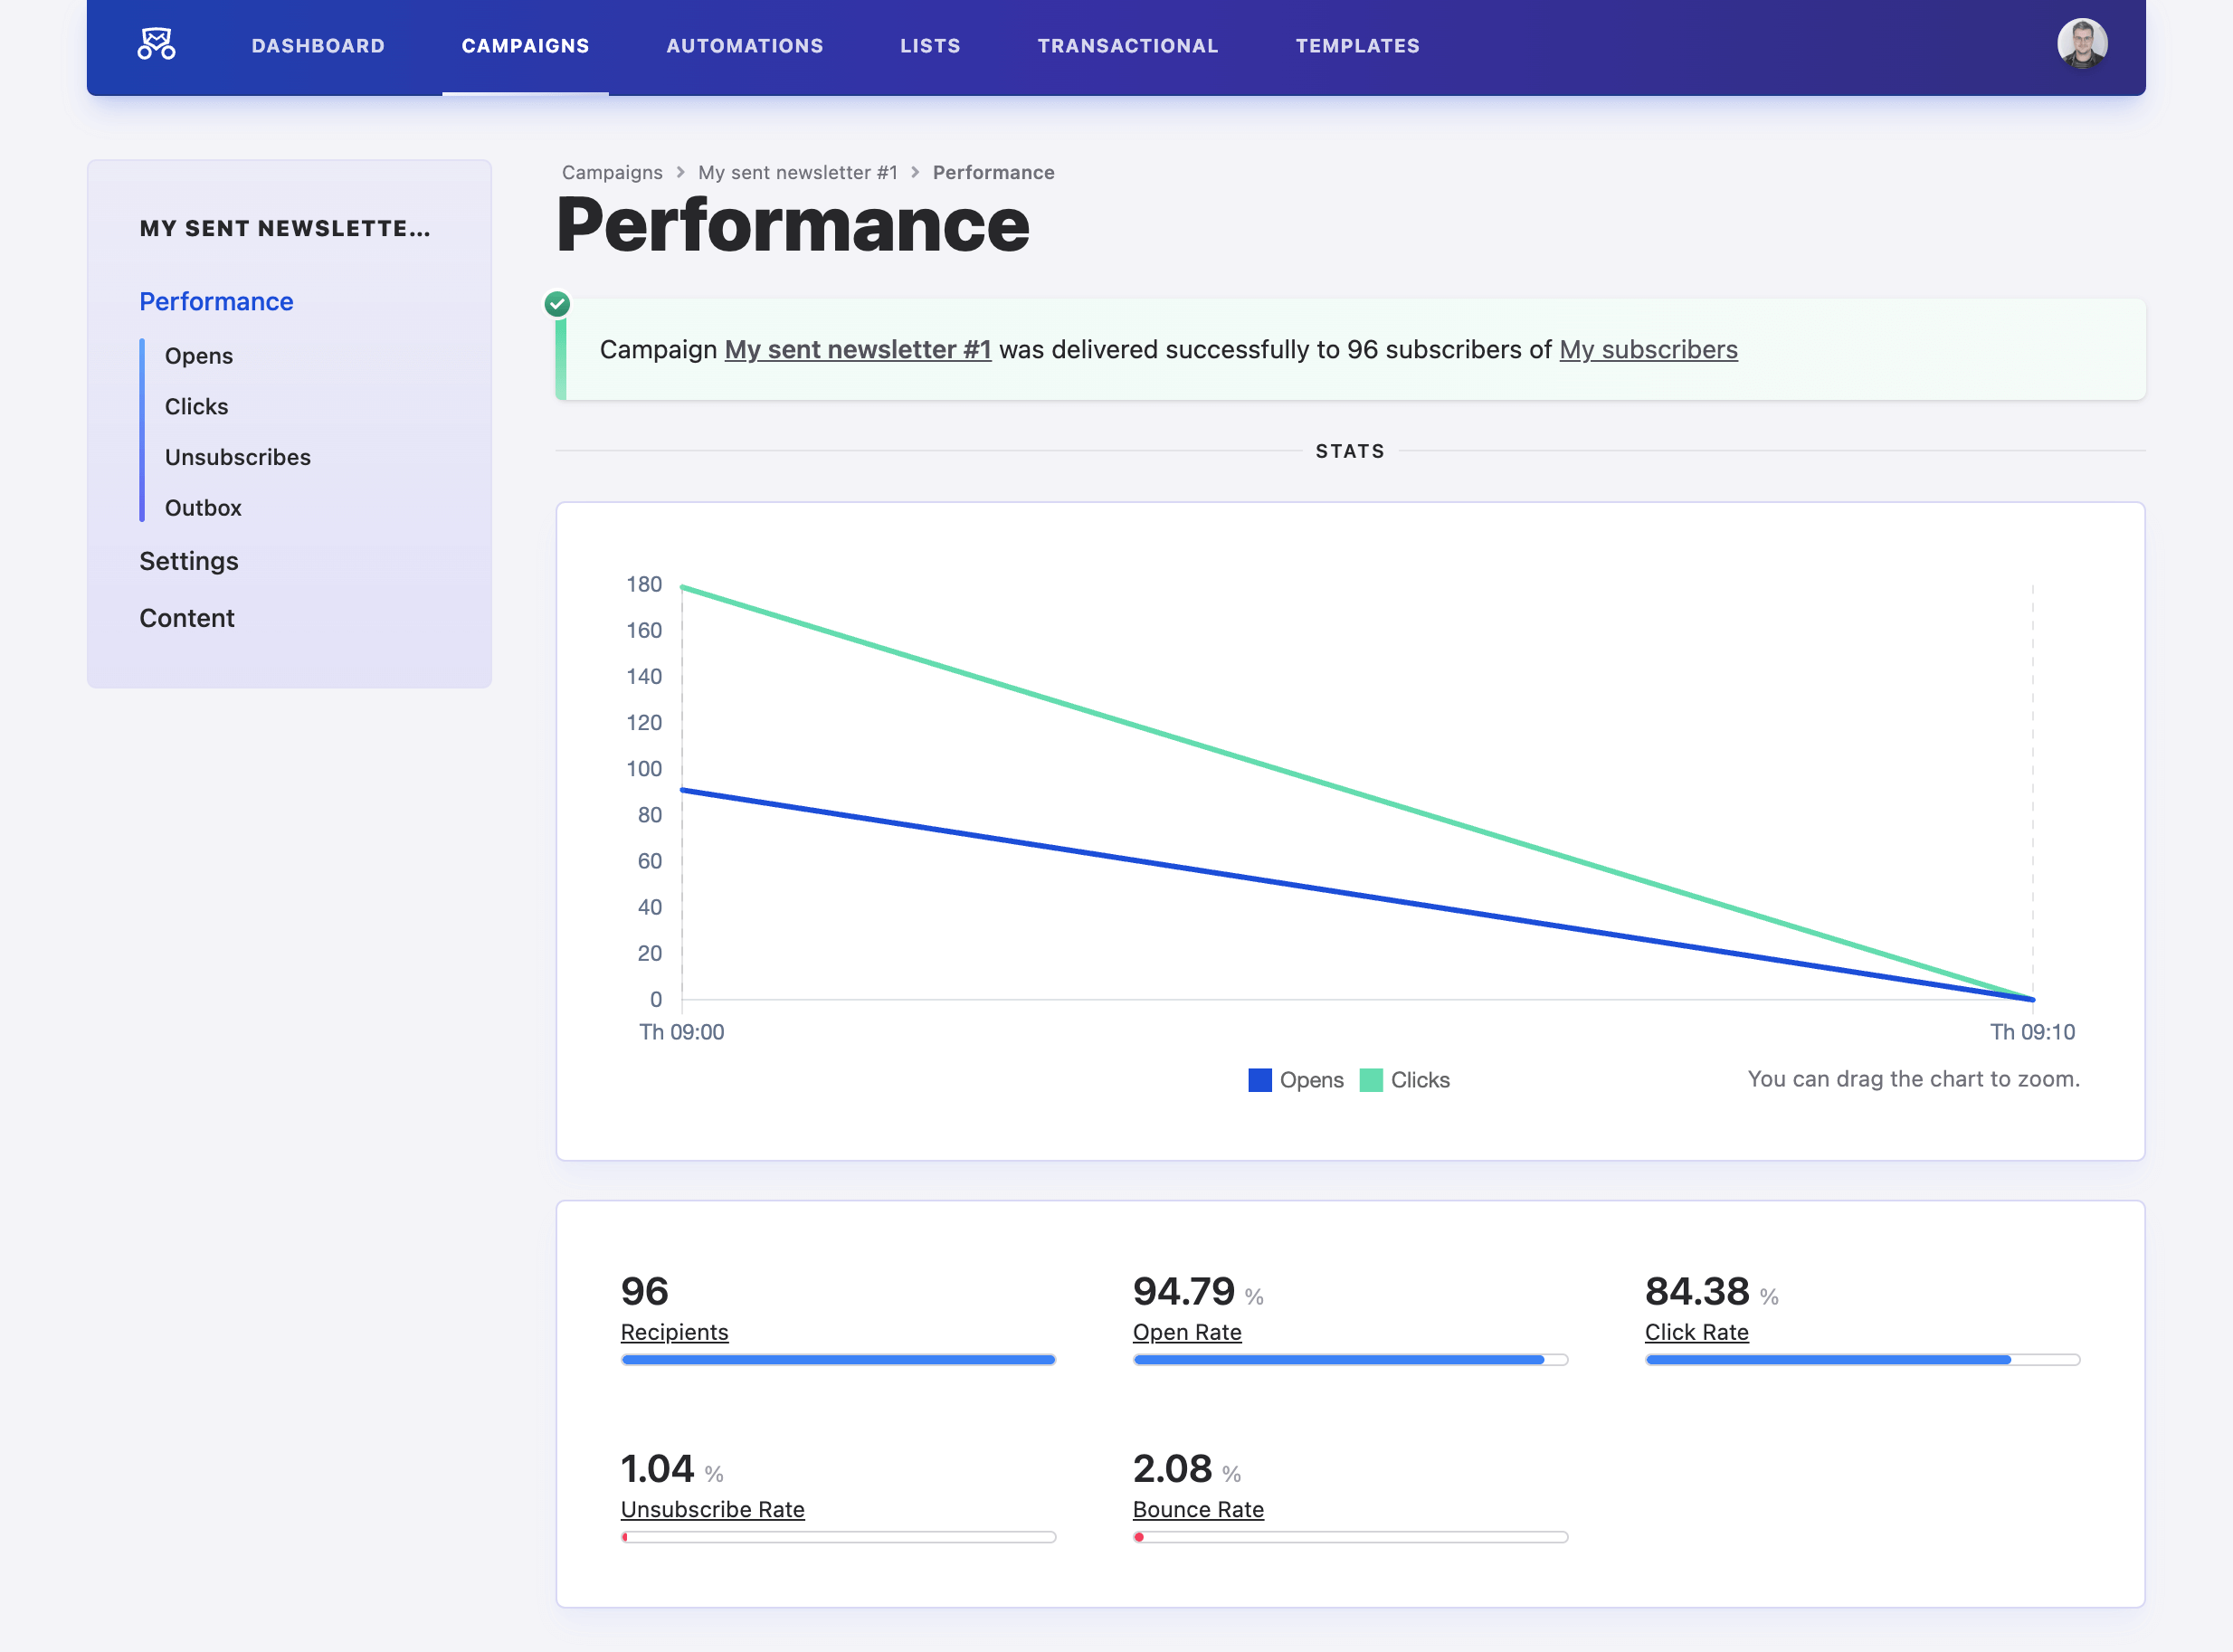 DASHBOARD CAMPAIGNS AUTOMATIONS LISTS TRANSACTIONAL TEMPLATES
MY SENT NEWSLETTE...
Performance
Opens
Clicks
Unsubscribes
Outbox
Settings
Content
Campaigns > My sent newsletter #1 > Performance
Performance
Campaign My sent newsletter #1 was delivered successfully to 96 subscribers of My subscribers
STATS
180
160
140
120
100
80
60
40
20
0
Th 09:00 Th 09:10
Opens Clicks
You can drag the chart to zoom.
96
Recipients
94.79 %
Open Rate
84.38 %
Click Rate
1.04 %
Unsubscribe Rate
2.08 %
Bounce Rate